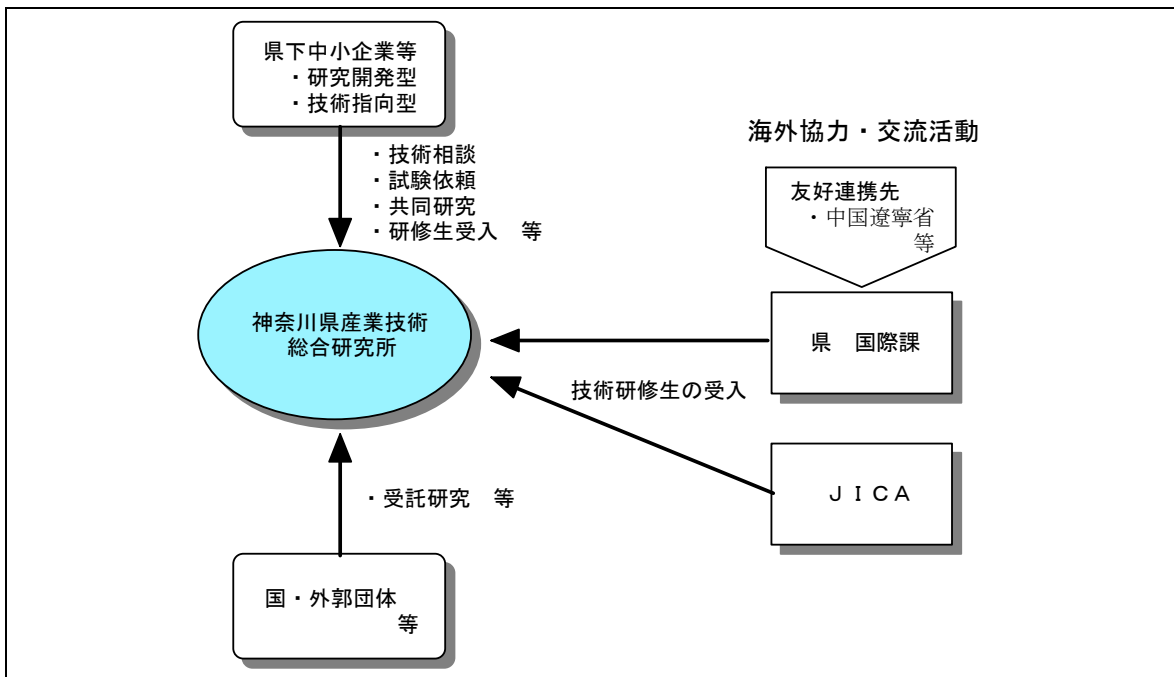 県下中小企業等
・研究開発型
・技術指向型
・技術相談
・試験依頼
・共同研究
・研修生受入　等
海外協力・交流活動
友好連携先
・中国遼寧省
等
神奈川県産業技術
総合研究所
県　国際課
技術研修生の受入
ＪＩＣＡ
・受託研究　等
国・外郭団体
等